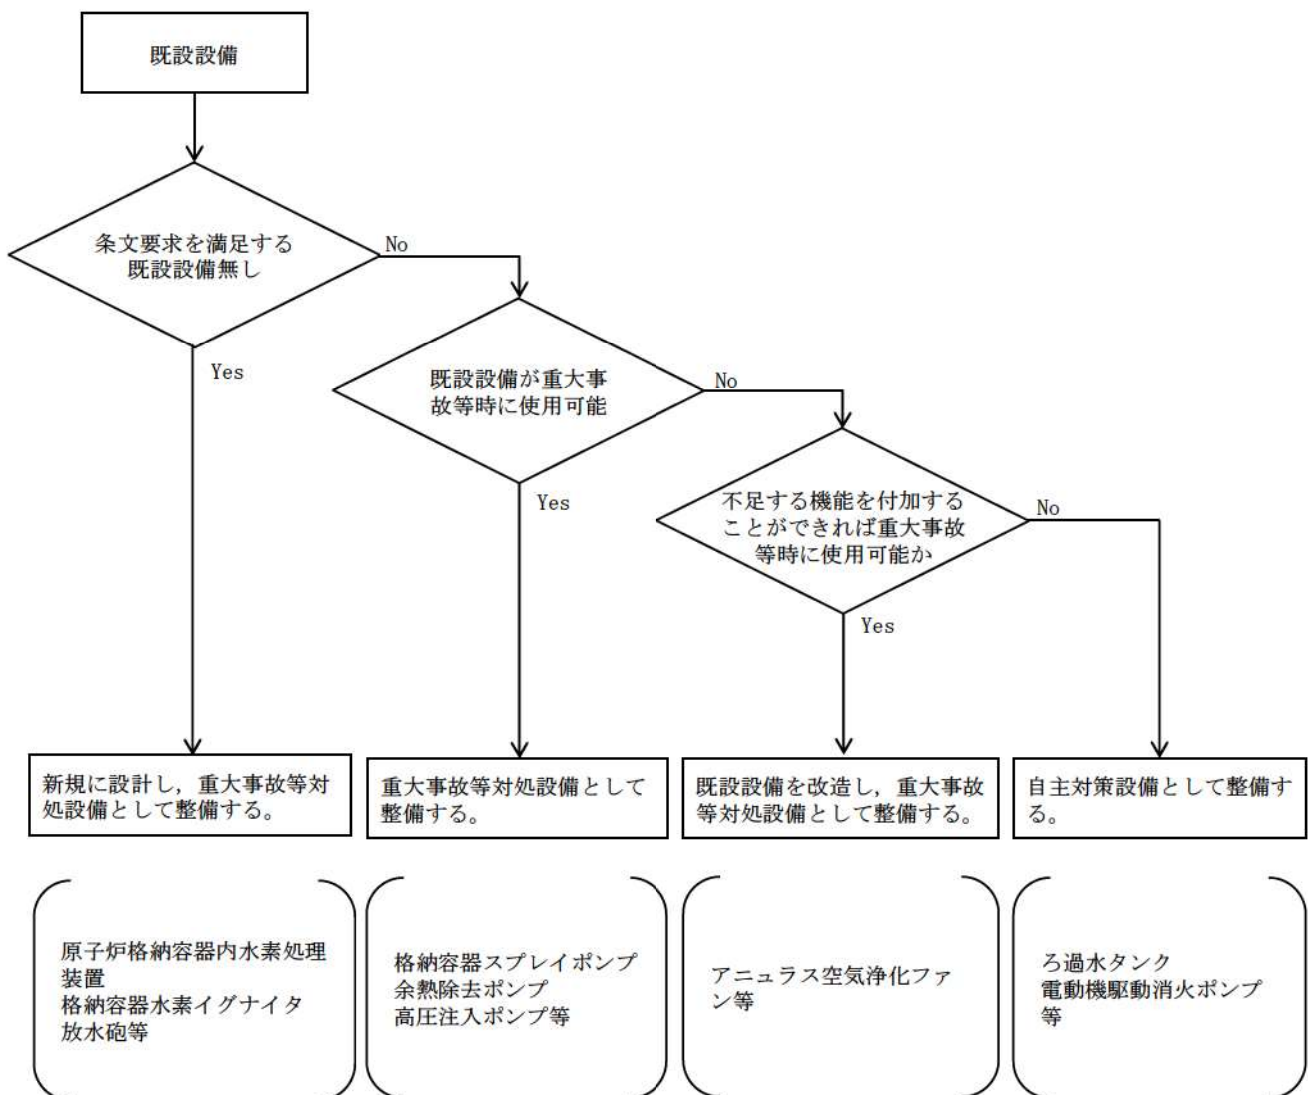 既設設備
条文要求を満足する
既設設備無し
No
Yes
既設設備が重大事
故等時に使用可能
No
Yes
不足する機能を付加する
ことができれば重大事故
等時に使用可能か
No
Yes
新規に設計し，重大事故等対
処設備として整備する。
重大事故等対処設備として
整備する。
既設設備を改造し，重大事故
等対処設備として整備する。
自主対策設備として整備す
る。
原子炉格納容器内水素処理
装置
格納容器水素イグナイタ
放水砲等
格納容器スプレイポンプ
余熱除去ポンプ
高圧注入ポンプ等
アニュラス空気浄化ファ
ン等
ろ過水タンク
電動機駆動消火ポンプ
等